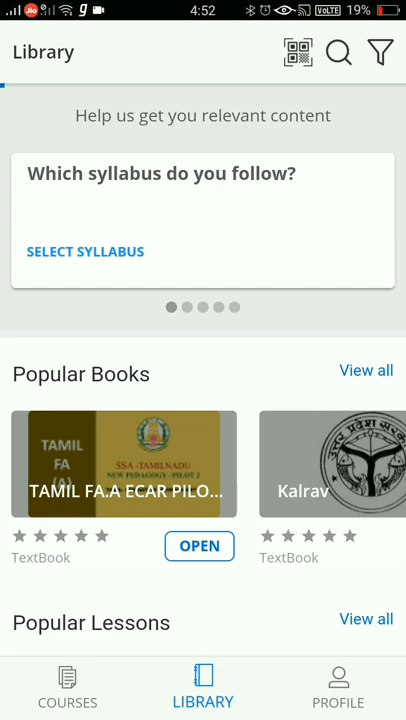 4:52
VoLTE
19%
Library
Help us get you relevant content
Which syllabus do you follow?
SELECT SYLLABUS
Popular Books
View all
TAMIL
FA
(A)
SSA -TAMILNADU
NEW PEDAGOGY - PILOT 2
TAMIL FA.A ECAR PILO...
Kalrav
TextBook
OPEN
TextBook
Popular Lessons
View all
COURSES
LIBRARY
PROFILE